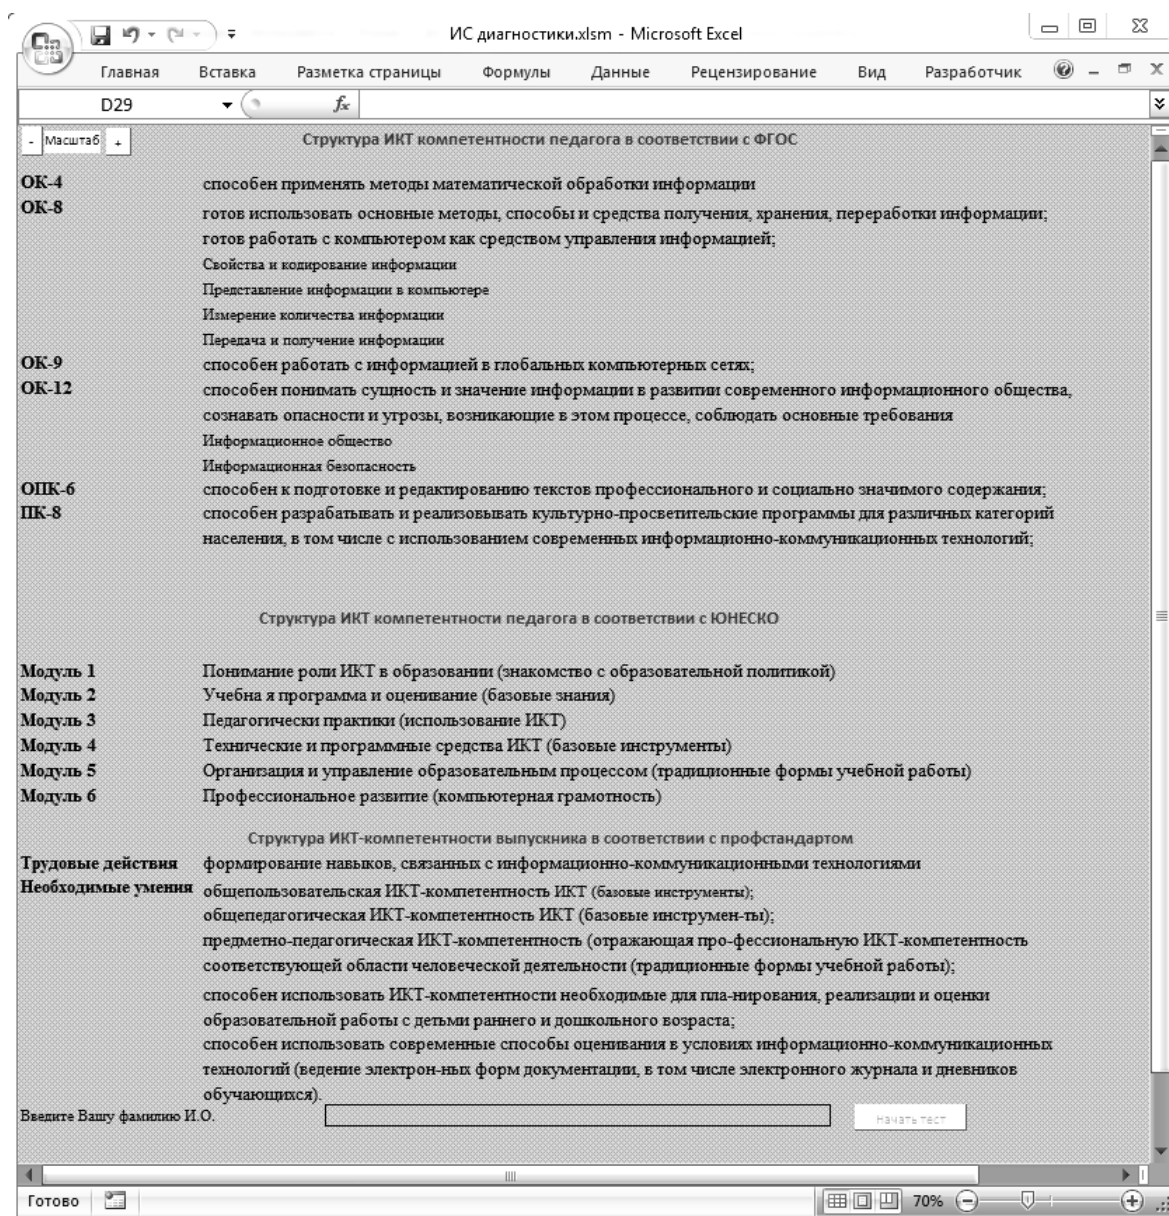 ИС диагностики.xlsm - Microsoft Excel
Главная Вставка Разметка страницы Формулы Данные Рецензирование Вид Разработчик
D29 fx
- Масштаб + Структура ИКТ компетентности педагога в соответствии с ФГОС
ОК-4 способен применять методы математической обработки информации
ОК-8 готов использовать основные методы, способы и средства получения, хранения, переработки информации;
готов работать с компьютером как средством управления информацией;
Свойства и кодирование информации
Представление информации в компьютере
Измерение количества информации
Передача и получение информации
ОК-9 способен работать с информацией в глобальных компьютерных сетях;
ОК-12 способен понимать сущность и значение информации в развитии современного информационного общества,
сознавать опасности и угрозы, возникающие в этом процессе, соблюдать основные требования
Информационное общество
Информационная безопасность
ОПК-6 способен к подготовке и редактированию текстов профессионального и социально значимого содержания;
ПК-8 способен разрабатывать и реализовывать культурно-просветительские программы для различных категорий
населения, в том числе с использованием современных информационно-коммуникационных технологий;
Структура ИКТ компетентности педагога в соответствии с ЮНЕСКО
Модуль 1 Понимание роли ИКТ в образовании (знакомство с образовательной политикой)
Модуль 2 Учебна я программа и оценивание (базовые знания)
Модуль 3 Педагогически практики (использование ИКТ)
Модуль 4 Технические и программные средства ИКТ (базовые инструменты)
Модуль 5 Организация и управление образовательным процессом (традиционные формы учебной работы)
Модуль 6 Профессиональное развитие (компьютерная грамотность)
Структура ИКТ-компетентности выпускника в соответствии с профстандартом
Трудовые действия формирование навыков, связанных с информационно-коммуникационными технологиями
Необходимые умения общепользовательская ИКТ-компетентность ИКТ (базовые инструменты);
общепедагогическая ИКТ-компетентность ИКТ (базовые инструмен-ты);
предметно-педагогическая ИКТ-компетентность (отражающая про-фессиональную ИКТ-компетентность
соответствующей области человеческой деятельности (традиционные формы учебной работы);
способен использовать ИКТ-компетентности необходимые для пла-нирования, реализации и оценки
образовательной работы с детьми раннего и дошкольного возраста;
способен использовать современные способы оценивания в условиях информационно-коммуникационных
технологий (ведение электрон-ных форм документации, в том числе электронного журнала и дневников
обучающихся).
Введите Вашу фамилию И.О. Начать тест
Готово 70%